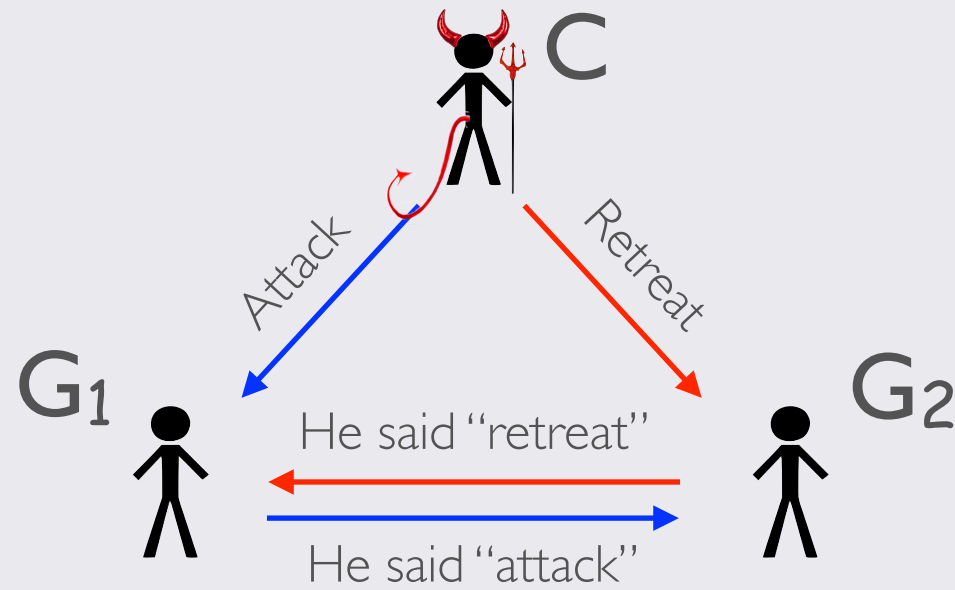 C
Attack
Retreat
G1
G2
He said “retreat”
He said “attack”